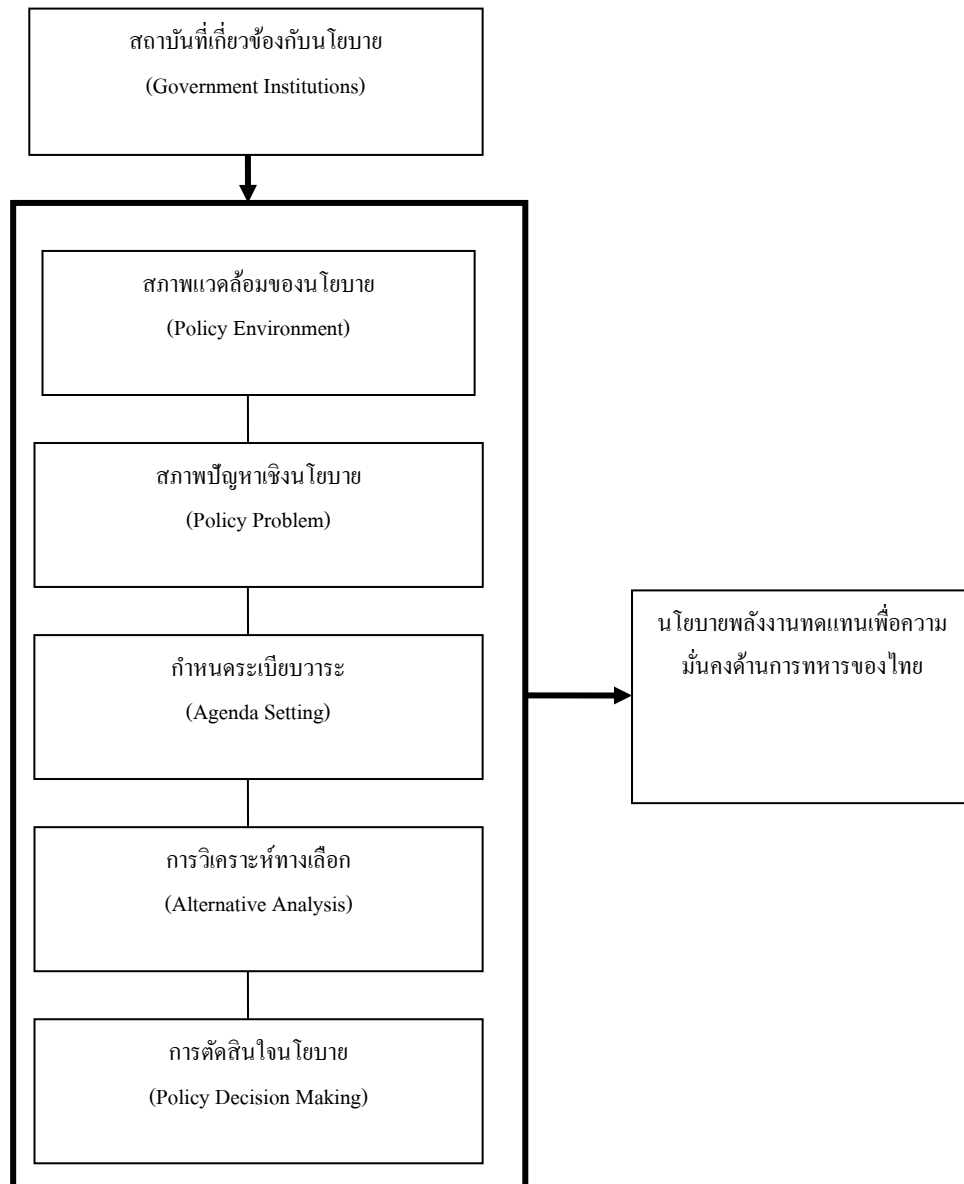 สถาบันที่เกี่ยวข้องกับนโยบาย
(Government Institutions)
สภาพแวดล้อมของนโยบาย
(Policy Environment)
สภาพปัญหาเชิงนโยบาย
(Policy Problem)
กำหนดระเบียบวาระ
(Agenda Setting)
การวิเคราะห์ทางเลือก
(Alternative Analysis)
การตัดสินใจนโยบาย
(Policy Decision Making)
นโยบายพลังงานทดแทนเพื่อความ
มั่นคงด้านการทหารของไทย